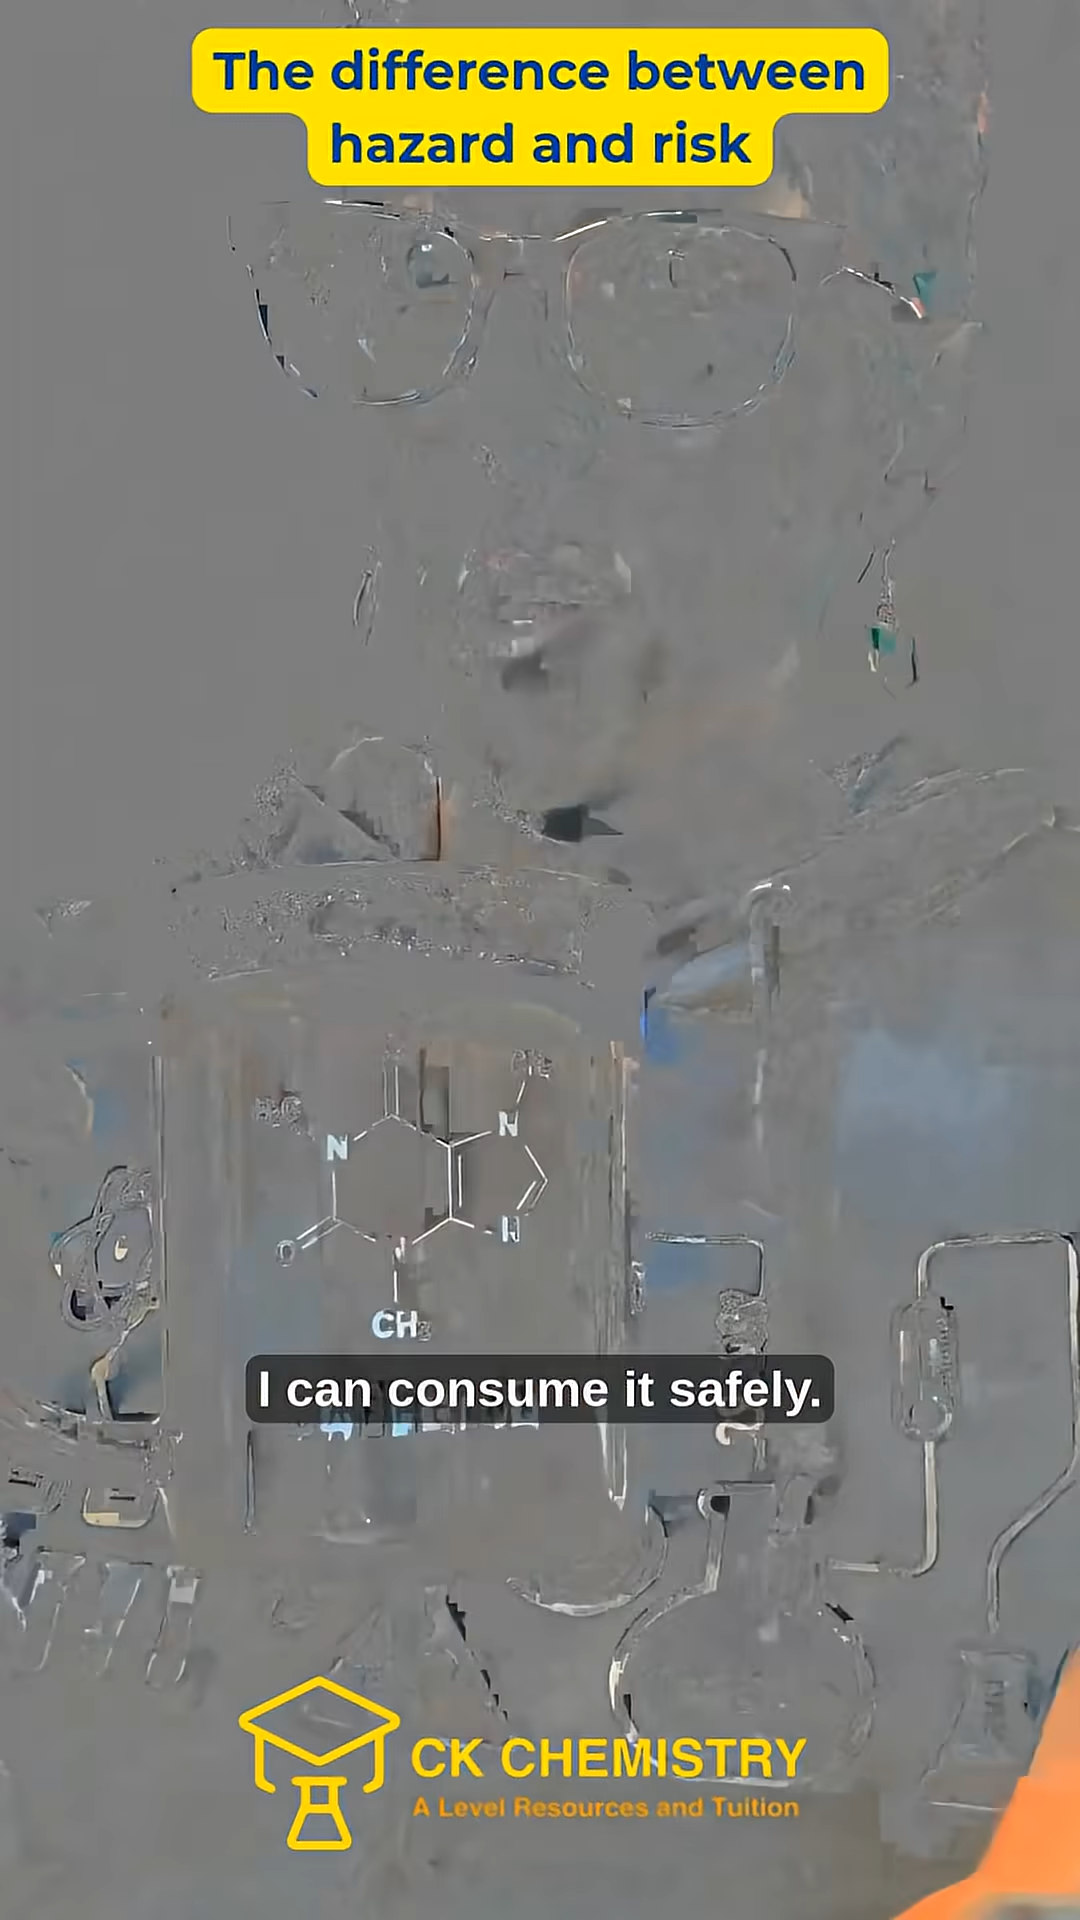 The difference between
hazard and risk
N
N
N
O
CH
I can consume it safely.
CK CHEMISTRY
A Level Resources and Tuition